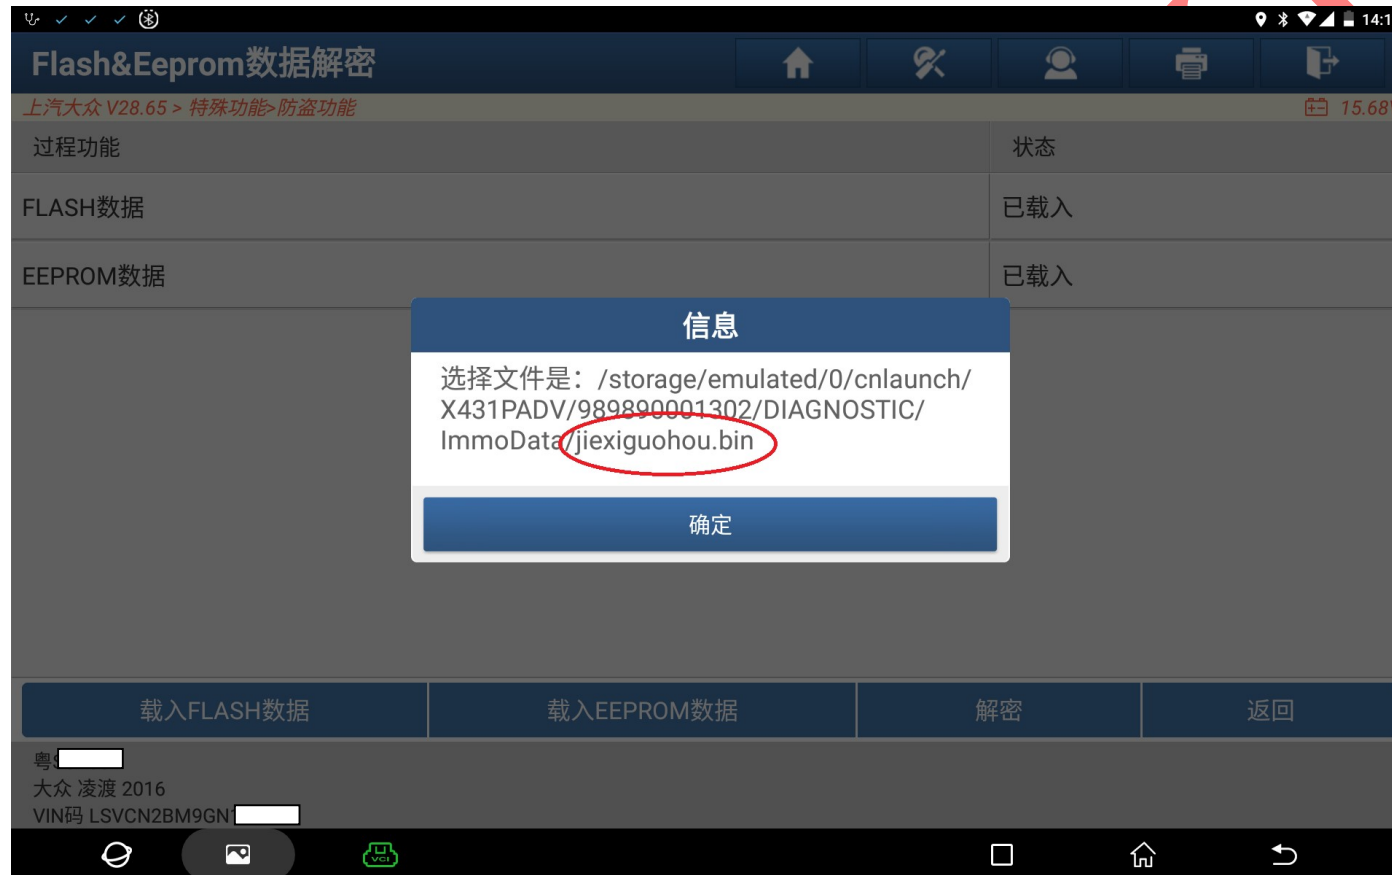 14:1
Flash&Eeprom数据解密
上汽大众 V28.65 > 特殊功能>防盗功能
15.68
过程功能
状态
FLASH数据
已载入
EEPROM数据
已载入
信息
选择文件是：/storage/emulated/0/cnlaunch/
X431PADV/989890001302/DIAGNOSTIC/
ImmoData/jiexiguohou.bin
确定
载入FLASH数据
载入EEPROM数据
解密
返回
粤
大众 凌渡 2016
VIN码 LSVCN2BM9GN
VCI